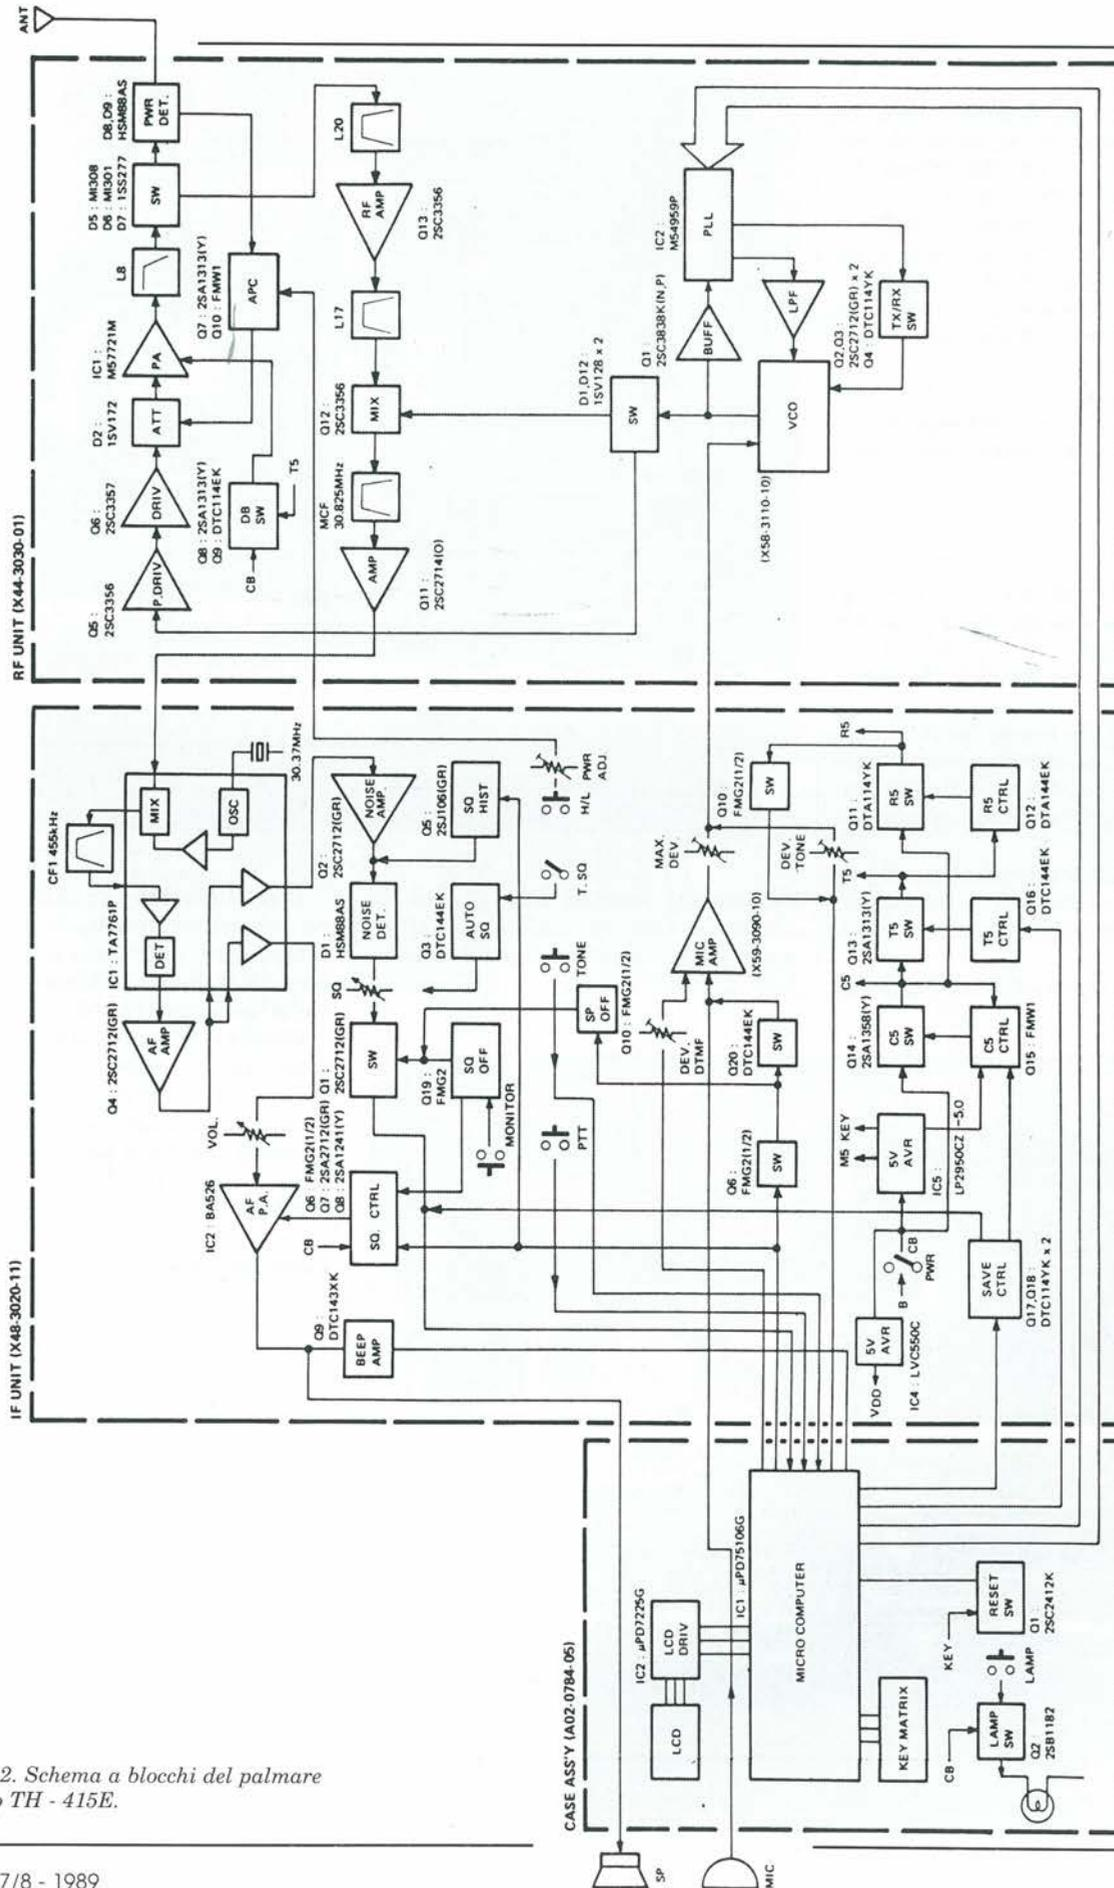 ANT
RF UNIT (X44-3030-01)
Q5 :
2SC3356
P.DRIV
Q6 :
2SC3357
DRIV
D2 :
1SV172
ATT
IC1 :
M57721M
PA
L8
D5 : MI308
D6 : MI301
D7 : 1SS277
SW
D8,D9 :
HSM88AS
PWR
DET.
Q8 : 2SA1313(Y)
Q9 : DTC114EK
CB
DB
SW
T5
Q7 : 2SA1313(Y)
Q10 : FMW1
APC
L20
RF
AMP
Q13 :
2SC3356
L17
Q12 :
2SC3356
MIX
MCF
30.825MHz
AMP
Q11 :
2SC2714(O)
D1,D12 :
1SV128 x 2
SW
Q1 :
2SC3838K(N,P)
BUFF
IC2 :
M54959P
PLL
LPF
VCO
(X58-3110-10)
Q2,Q3 :
2SC2712(GR) x 2
Q4 : DTC114YK
TX/RX
SW
IF UNIT (X48-3020-11)
CF1 455kHz
IC1 : TA7761P
MIX
OSC
30.37MHz
DET
Q4 : 2SC2712(GR)
AF
AMP
Q2 :
2SC2712(GR)
NOISE
AMP.
D1 :
HSM88AS
NOISE
DET.
Q5 :
2SJ106(GR)
SQ
HIST
Q3 :
DTC144EK
AUTO
SQ
SQ
Q1 :
2SC2712(GR)
SW
Q19 :
FMG2
SQ
OFF
MONITOR
VOL.
IC2 : BA526
AF
P.A.
Q6 : FMG2(1/2)
Q7 : 2SA2712(GR)
Q8 : 2SA1241(Y)
SQ. CTRL
CB
Q9 :
DTC143XK
BEEP
AMP
PWR
ADJ.
H/L
T. SQ
TONE
PTT
SP
OFF
Q10 : FMG2(1/2)
DEV.
DTMF
MIC
AMP
(X59-3090-10)
MAX.
DEV.
Q10 :
FMG2(1/2)
SW
DEV.
TONE
Q20 :
DTC144EK
SW
Q6 :
FMG2(1/2)
SW
R5
Q11 :
DTA114YK
R5
SW
R5
CTRL
Q12 :
DTA144EK
T5
Q13 :
2SA1313(Y)
T5
SW
T5
CTRL
Q16 :
DTC144EK
C5
Q14 :
2SA1358(Y)
C5
SW
C5
CTRL
Q15 : FMW1
M5 KEY
5V
AVR
IC5 :
LP2950CZ -5.0
CB
B
PWR
5V
AVR
VDD
IC4 : LVC550C
SAVE
CTRL
Q17,Q18 :
DTC114YK x 2
CASE ASS'Y (A02-0784-05)
IC2 : µPD7225G
LCD
LCD
DRIV
IC1 : µPD75106G
MICRO COMPUTER
KEY MATRIX
KEY
RESET
SW
Q1 :
2SC2412K
LAMP
CB
LAMP
SW
Q2 :
2SB1182
SP
MIC
2. Schema a blocchi del palmare
TH - 415E.
7/8 - 1989